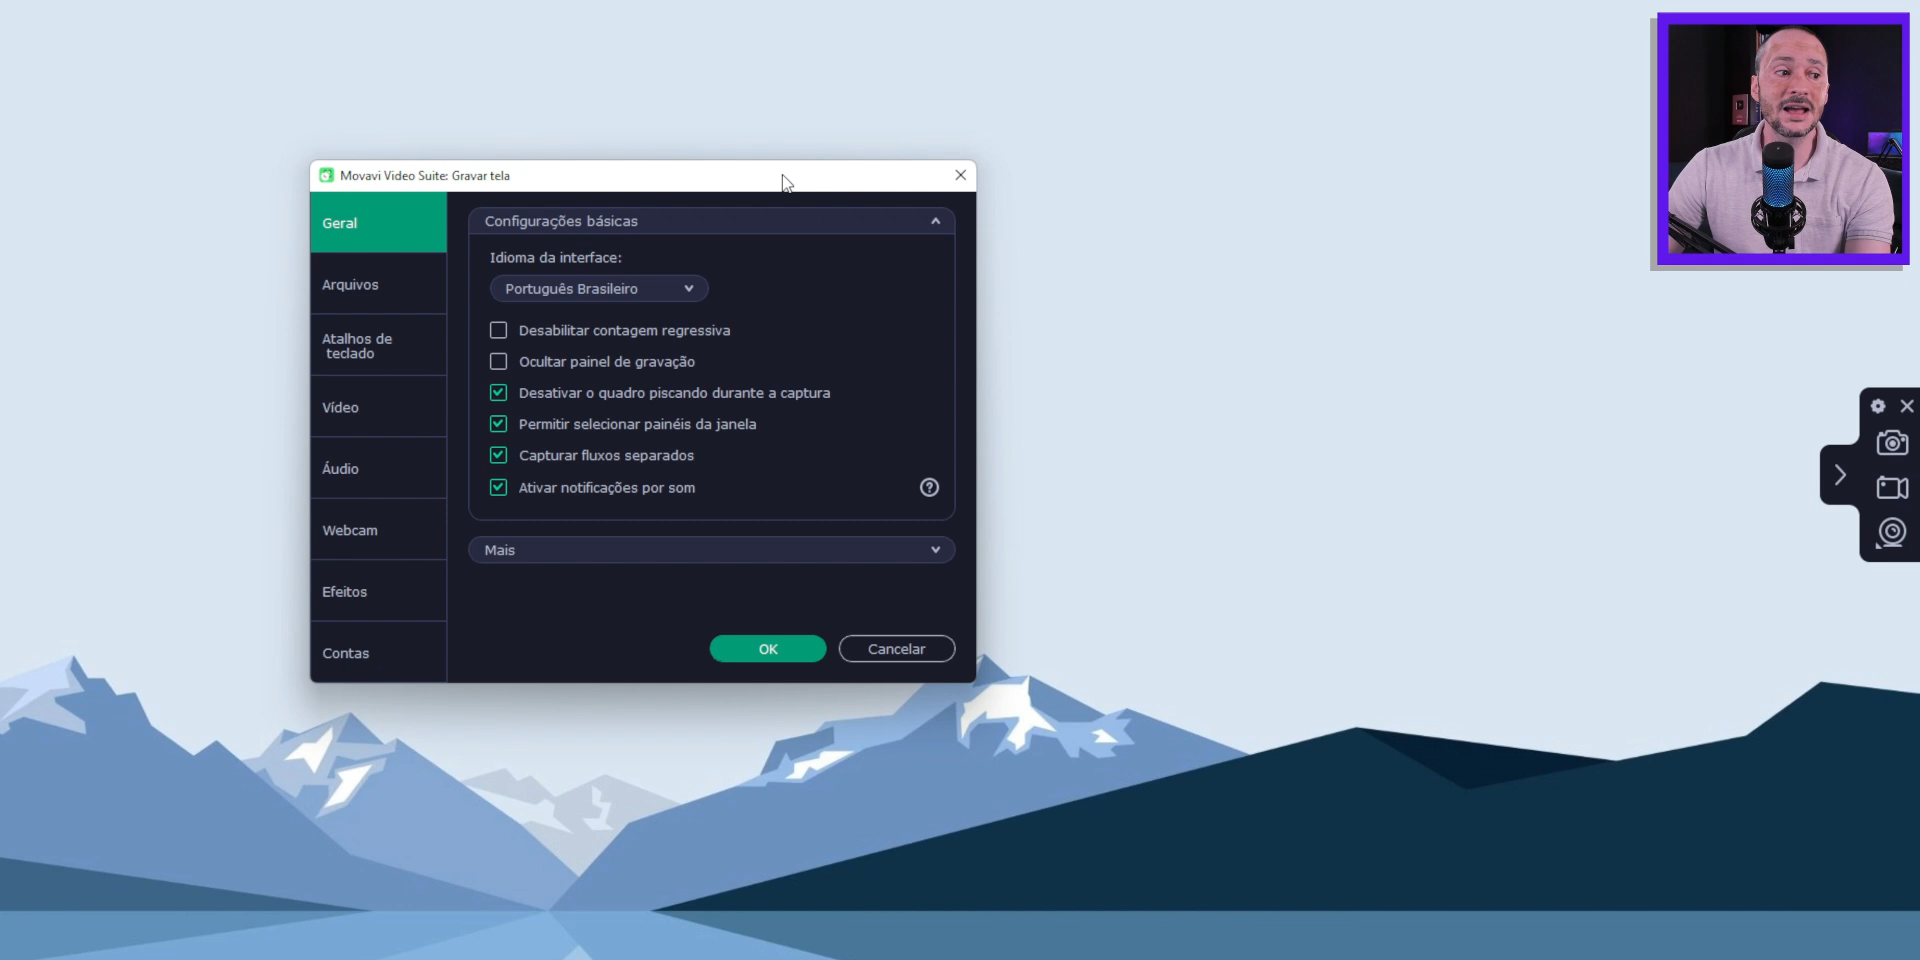 Movavi Video Suite: Gravar tela
Geral
Arquivos
Atalhos de
teclado
Vídeo
Áudio
Webcam
Efeitos
Contas
Configurações básicas
Idioma da interface:
Português Brasileiro
Desabilitar contagem regressiva
Ocultar painel de gravação
Desativar o quadro piscando durante a captura
Permitir selecionar painéis da janela
Capturar fluxos separados
Ativar notificações por som
?
Mais
OK
Cancelar